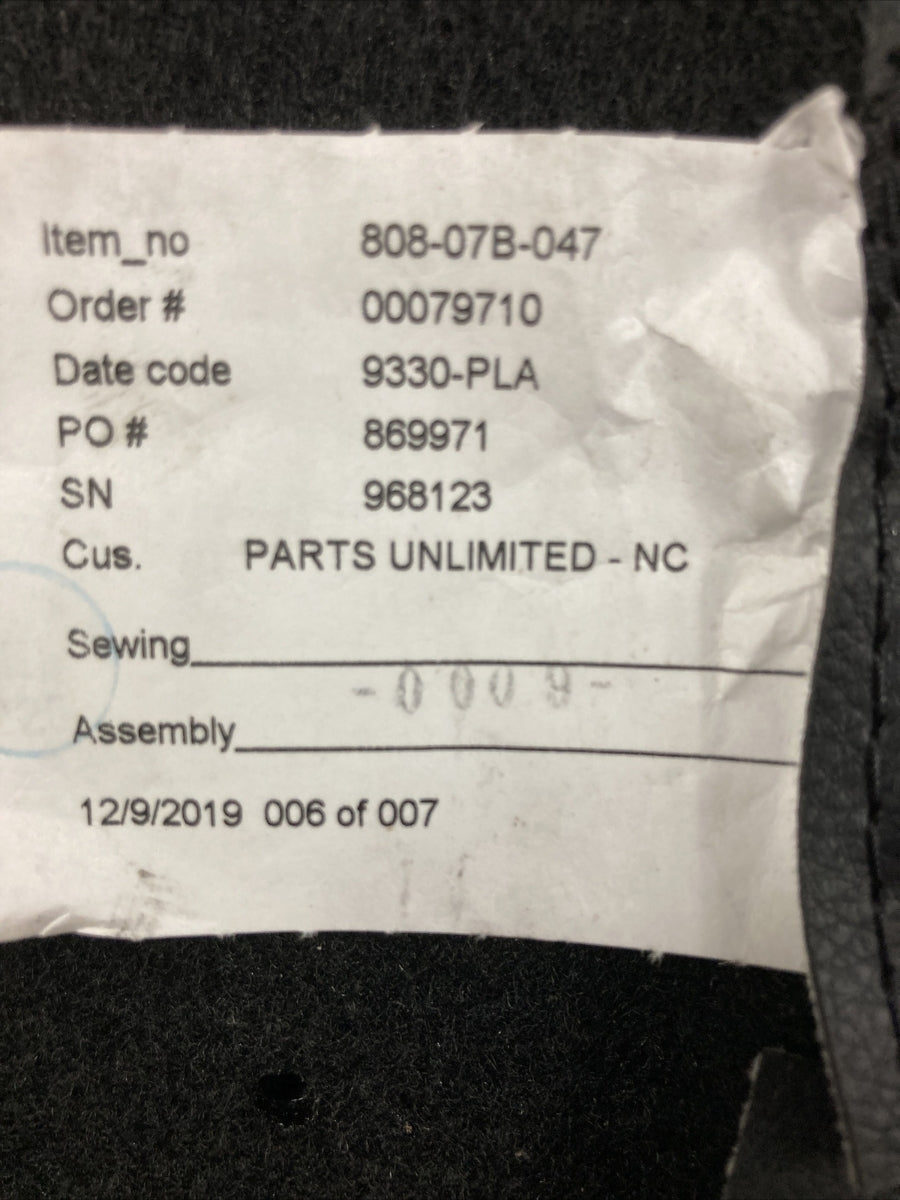 Item_no 808-07B-047
Order # 00079710
Date code 9330-PLA
PO # 869971
SN 968123
Cus. PARTS UNLIMITED - NC
Sewing
-0009-
Assembly
12/9/2019 006 of 007